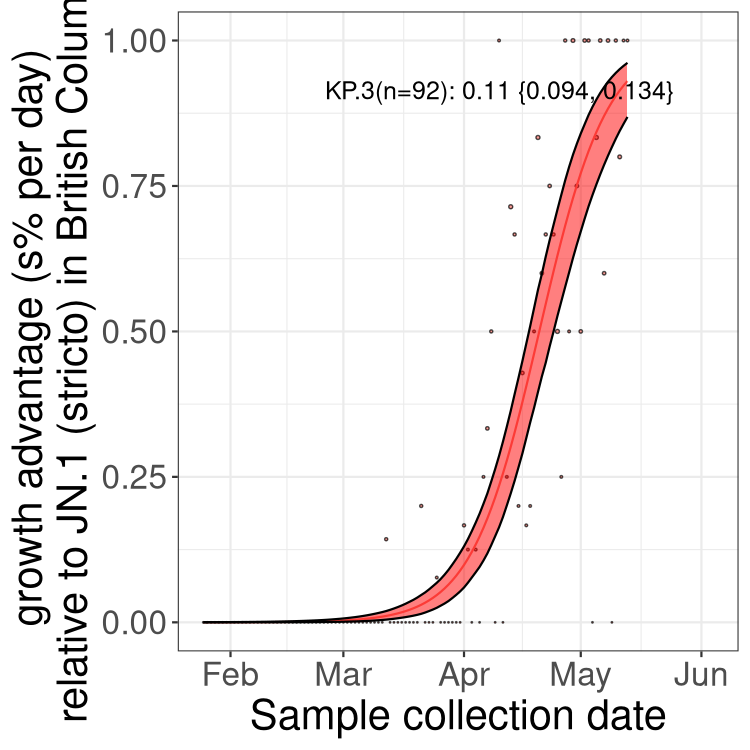 growth advantage (s% per day)
relative to JN.1 (stricto) in British Colum
1.00
0.75
0.50
0.25
0.00
KP.3(n=92): 0.11 {0.094, 0.134}
Feb Mar Apr May Jun
Sample collection date